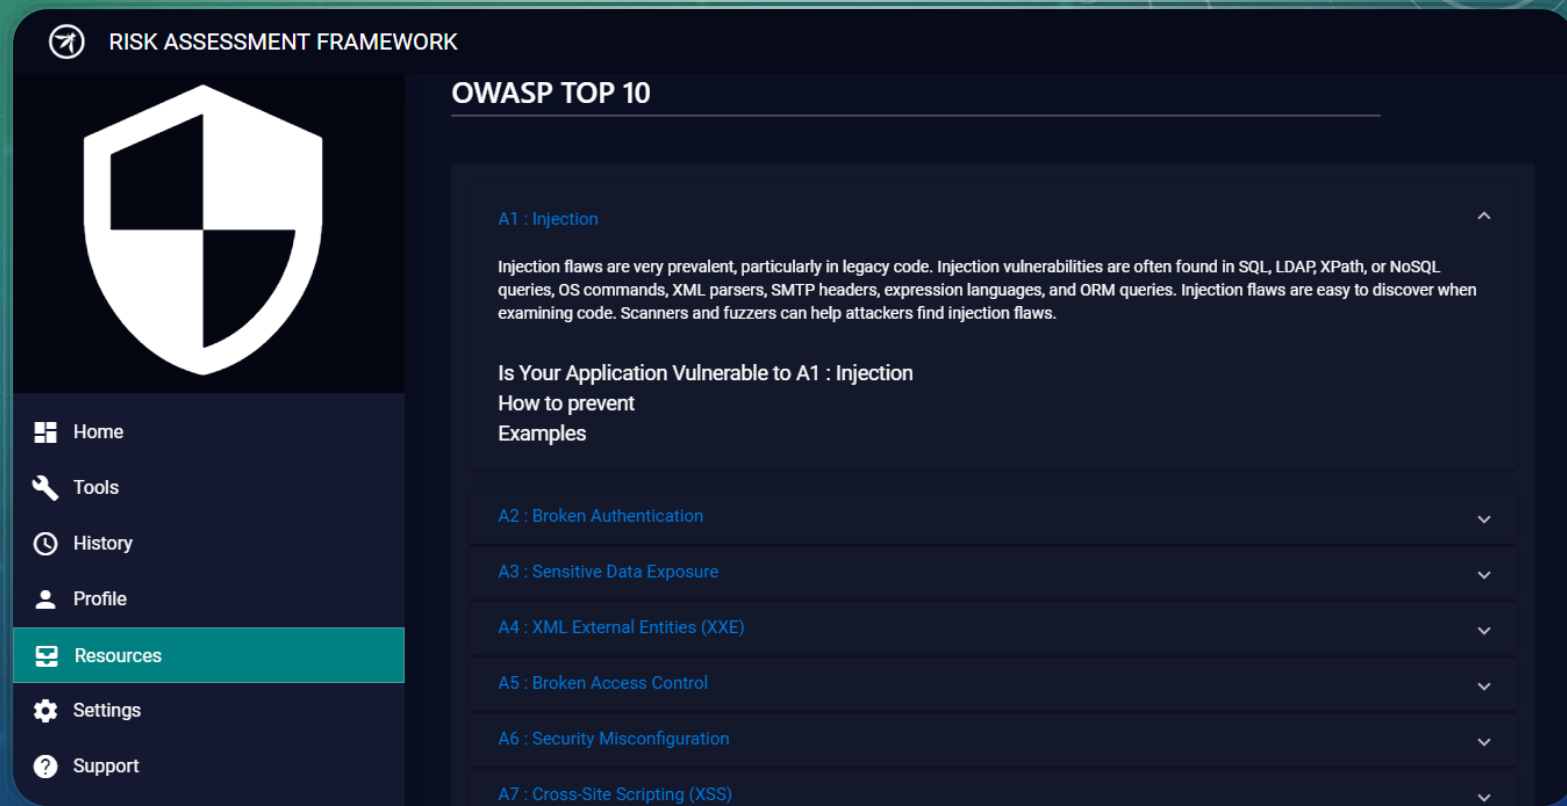 RISK ASSESSMENT FRAMEWORK
Home
Tools
History
Profile
Resources
Settings
Support
OWASP TOP 10
A1 : Injection
Injection flaws are very prevalent, particularly in legacy code. Injection vulnerabilities are often found in SQL, LDAP, XPath, or NoSQL
queries, OS commands, XML parsers, SMTP headers, expression languages, and ORM queries. Injection flaws are easy to discover when
examining code. Scanners and fuzzers can help attackers find injection flaws.
Is Your Application Vulnerable to A1 : Injection
How to prevent
Examples
A2 : Broken Authentication
A3 : Sensitive Data Exposure
A4 : XML External Entities (XXE)
A5 : Broken Access Control
A6 : Security Misconfiguration
A7 : Cross-Site Scripting (XSS)